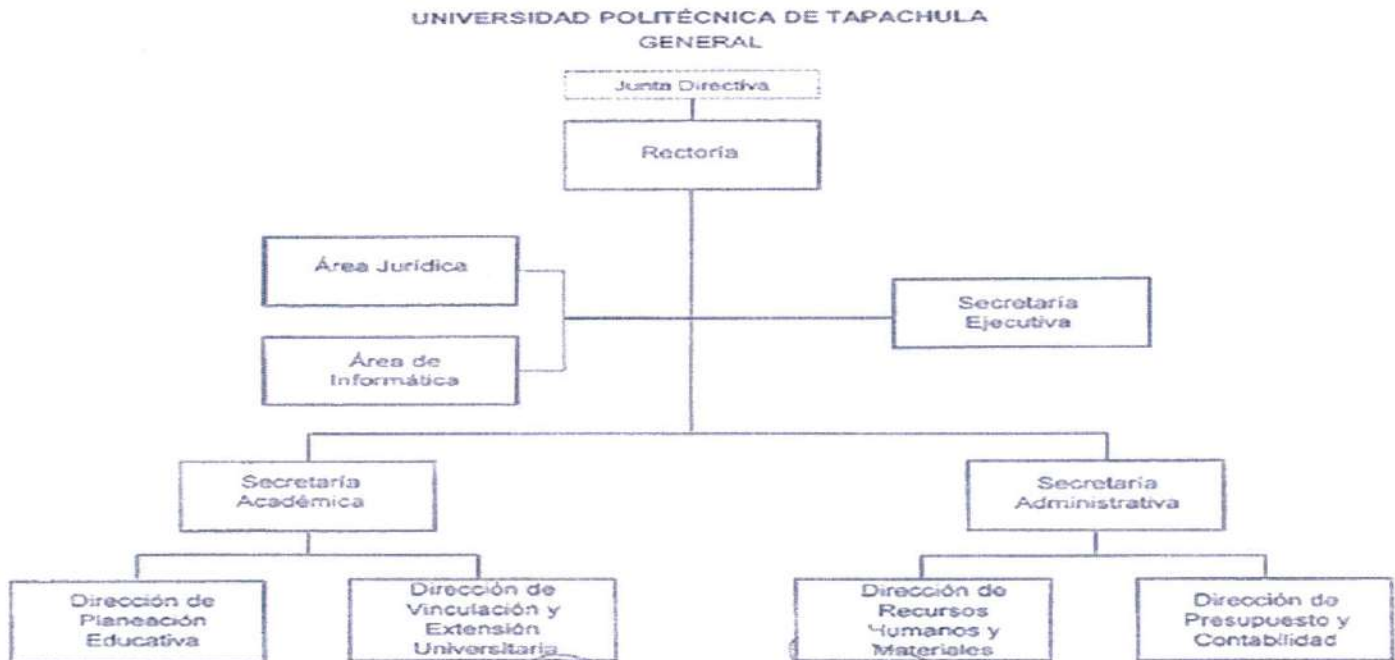 UNIVERSIDAD POLITÉCNICA DE TAPACHULA
GENERAL
Junta Directiva
Rectoría
Área Jurídica
Secretaría
Ejecutiva
Área de
Informática
Secretaría
Académica
Secretaría
Administrativa
Dirección de
Planeación
Educativa
Dirección de
Vinculación y
Extensión
Universitaria
Dirección de
Recursos
Humanos y
Materiales
Dirección de
Presupuesto y
Contabilidad